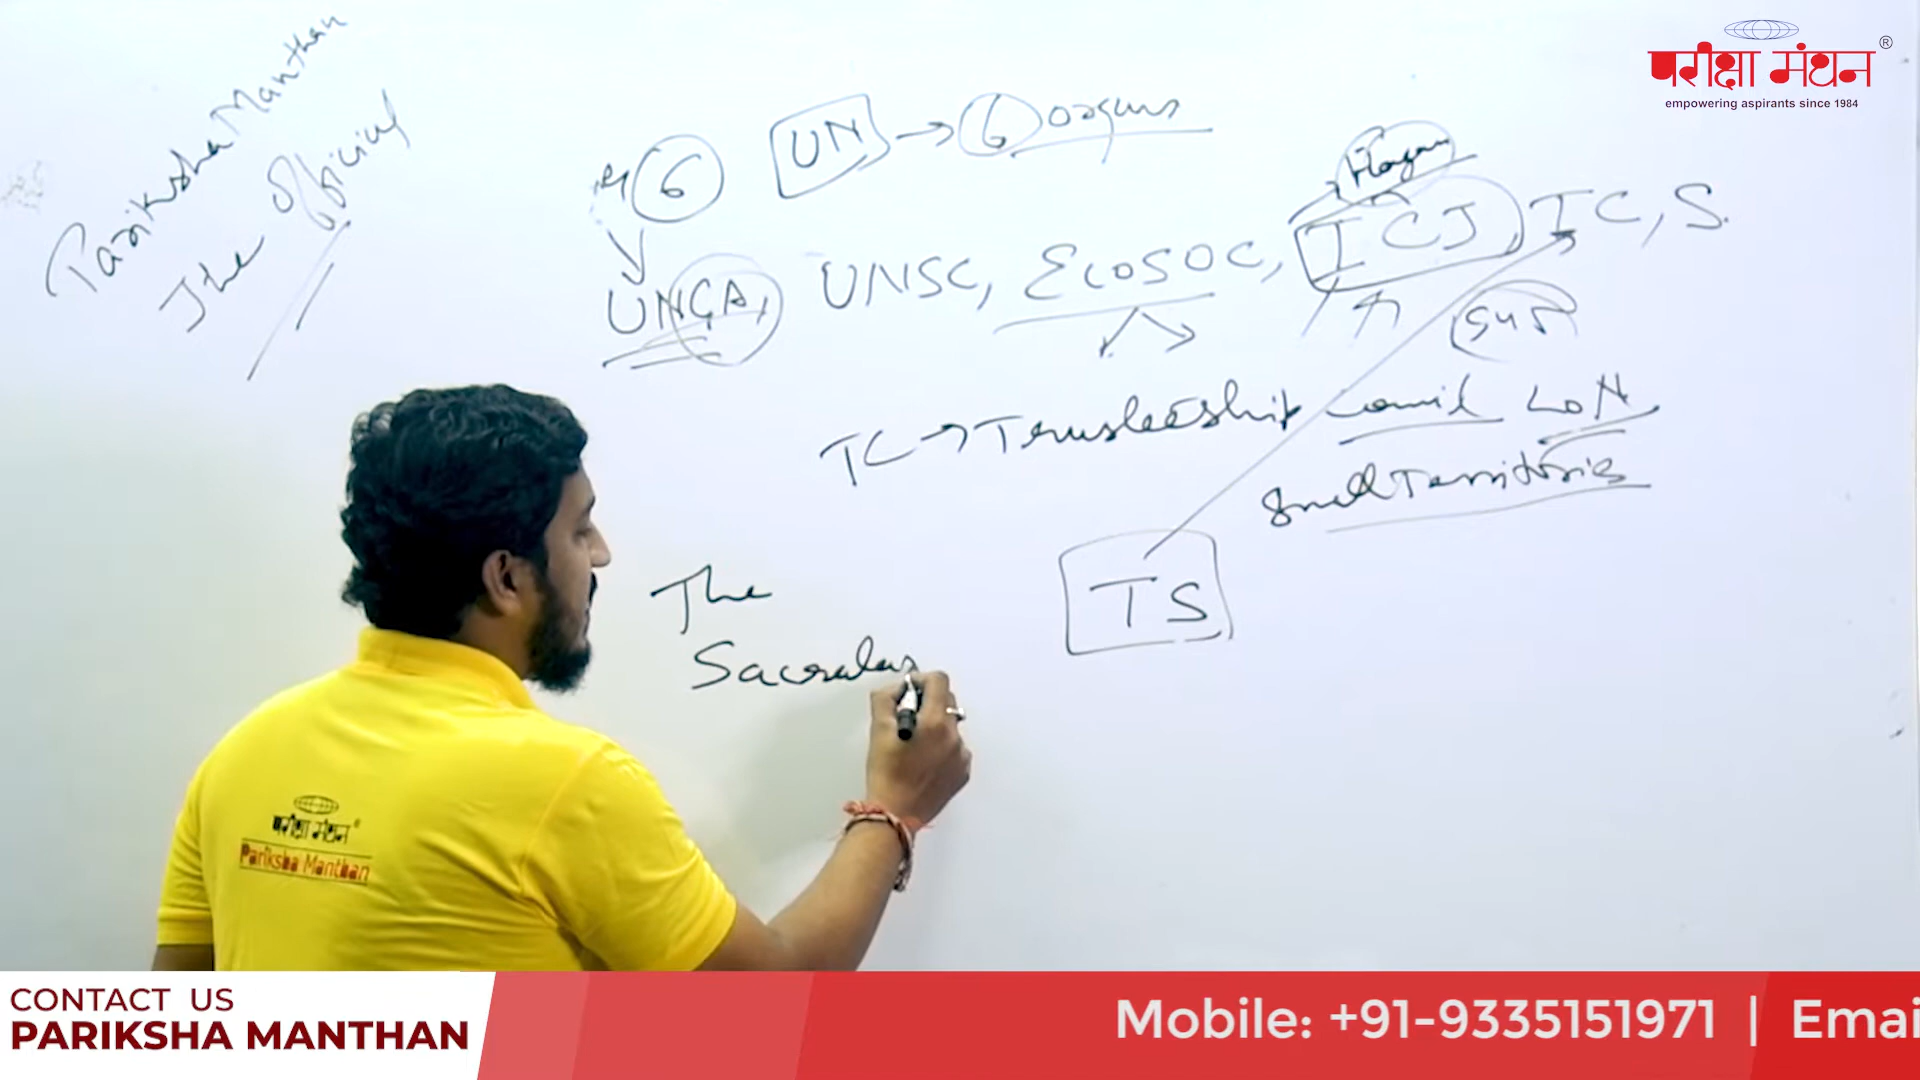 Pariksha Manthan
The Official
UN → 6 organs
6
Hague
UNGA, UNSC, ECOSOC, ICJ TC, S.
TC → Trusteeship LoN
Small Territories
TS
The
परीक्षा मंथन ®
empowering aspirants since 1984
परीक्षा मंथन
Pariksha Manthan
CONTACT US
PARIKSHA MANTHAN
Mobile: +91-9335151971 | Emai